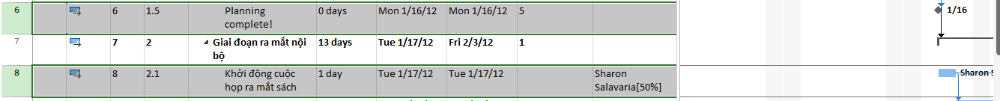 6 6 1.5 Planning complete! 0 days Mon 1/16/12 Mon 1/16/12 5 1/16
7 7 2 Giai đoạn ra mắt nội bộ 13 days Tue 1/17/12 Fri 2/3/12 1
8 8 2.1 Khởi động cuộc họp ra mắt sách 1 day Tue 1/17/12 Tue 1/17/12 Sharon Salavaria[50%] Sharon S